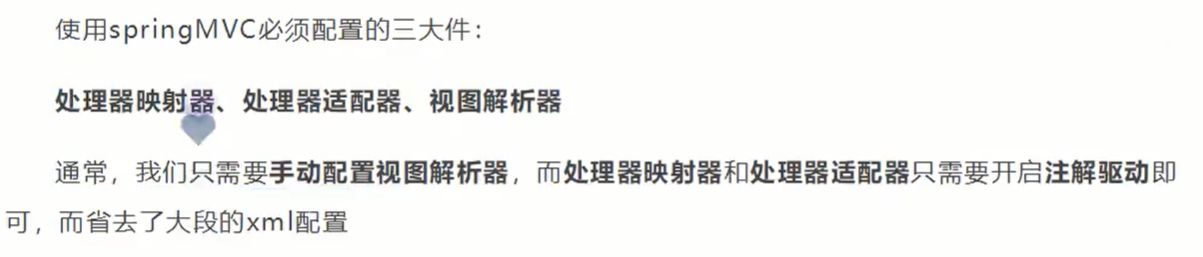 使用springMVC必须配置的三大件：
处理器映射器、处理器适配器、视图解析器
通常，我们只需要手动配置视图解析器，而处理器映射器和处理器适配器只需要开启注解驱动即
可，而省去了大段的xml配置